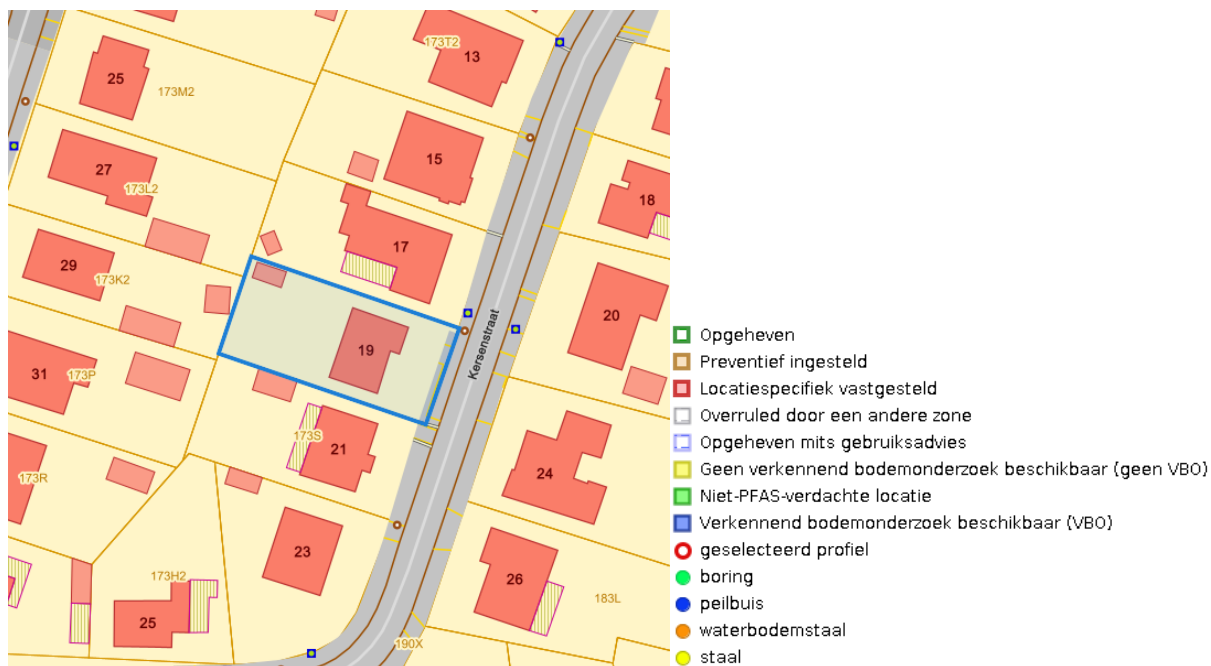 173T2
13
25
173M2
15
27
173L2
18
17
29
173K2
20
19
Kersenstraat
31
173P
173S
21
24
173R
23
26
173H2
183L
25
190X
Opgeheven
Preventief ingesteld
Locatiespecifiek vastgesteld
Overruled door een andere zone
Opgeheven mits gebruiksadvies
Geen verkennend bodemonderzoek beschikbaar (geen VBO)
Niet-PFAS-verdachte locatie
Verkennend bodemonderzoek beschikbaar (VBO)
geselecteerd profiel
boring
peilbuis
waterbodemstaal
staal